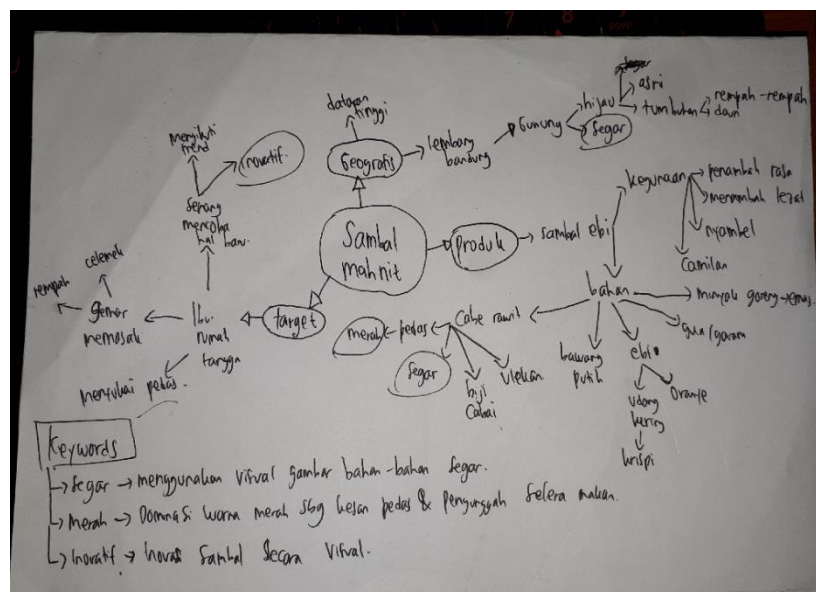 Sambal
mahnit
Geografis
dataran
tinggi
lembang
bandung
Gunung
hijau
asri
tumbuhan
rempah-rempah
daun
Segar
produk
sambal ebi
kegunaan
penambah rasa
menambah lezat
nyambel
Camilan
bahan
minyak goreng → emas.
gula/garam
ebi
Orange
udang
kering
krispi
bawang
putih
Cabe rawit
pedas
merah
Segar
biji
Cabai
Ulekan
target
Ibu
rumah
tangga
Senang
mencoba
hal baru.
Mengikuti
trend
inovatif.
gemar
memasak
celemek
rempah
Menyukai pedas.
Keywords
→ Segar → menggunakan visual gambar bahan-bahan segar.
→ Merah → Dominasi warna merah sbg kesan pedas & penggugah selera makan.
→ Inovatif → Inovasi Sambal Secara Visual.